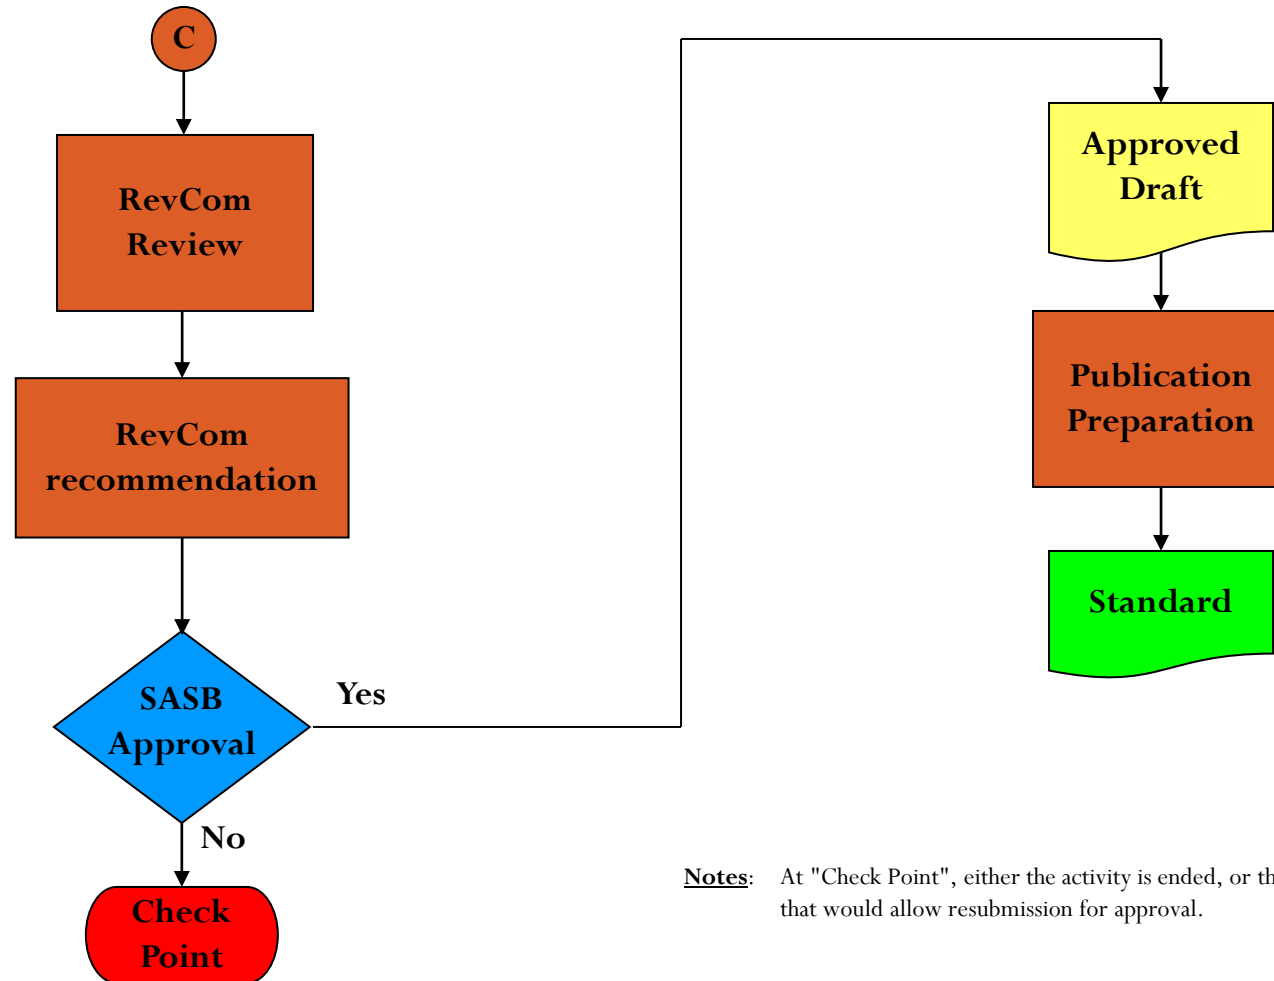 C
RevCom
Review
RevCom
recommendation
SASB
Approval
Yes
No
Check
Point
Approved
Draft
Publication
Preparation
Standard
Notes: At "Check Point", either the activity is ended, or
that would allow resubmission for approval.